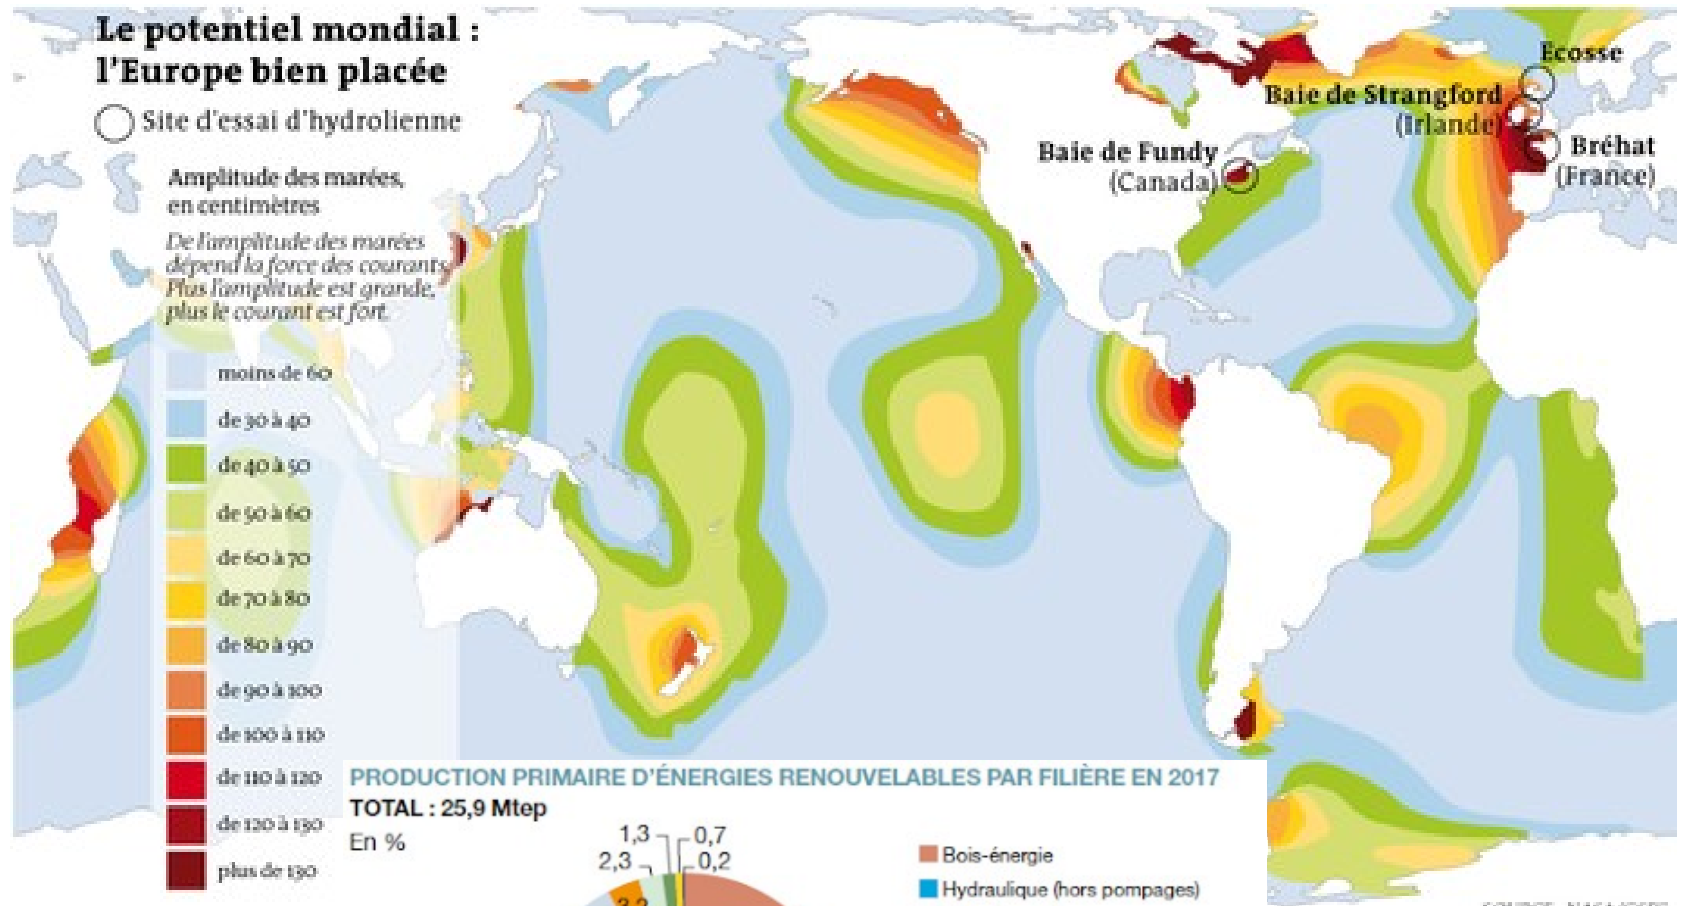 Le potentiel mondial :
l'Europe bien placée
Site d'essai d'hydrolienne
Amplitude des marées,
en centimètres
De l'amplitude des marées
dépend la force des courants.
Plus l'amplitude est grande,
plus le courant est fort.
moins de 60
de 30 à 40
de 40 à 50
de 50 à 60
de 60 à 70
de 70 à 80
de 80 à 90
de 90 à 100
de 100 à 110
de 110 à 120
de 120 à 130
plus de 130
Ecosse
Baie de Strangford
(Irlande)
Baie de Fundy
(Canada)
Bréhat
(France)
PRODUCTION PRIMAIRE D'ÉNERGIES RENOUVELABLES PAR FILIÈRE EN 2017
TOTAL : 25,9 Mtep
En %
1,3
0,7
2,3
0,2
3,2
Bois-énergie
Hydraulique (hors pompages)